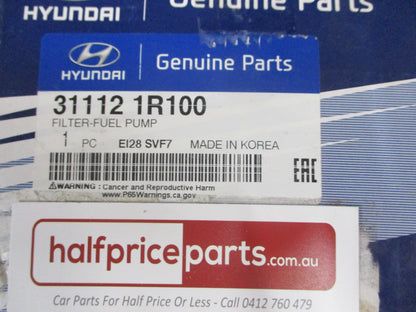 Genuine Parts
HYUNDAI
Genuine Parts
31112 1R100
FILTER-FUEL PUMP
1 PC EI28 SVF7 MADE IN KOREA
EAC
WARNING : Cancer and Reproductive Harm
www.P65Warnings.ca.gov
halfpriceparts.com.au
Car Parts For Half Price Or Less - Call 0412 760 479